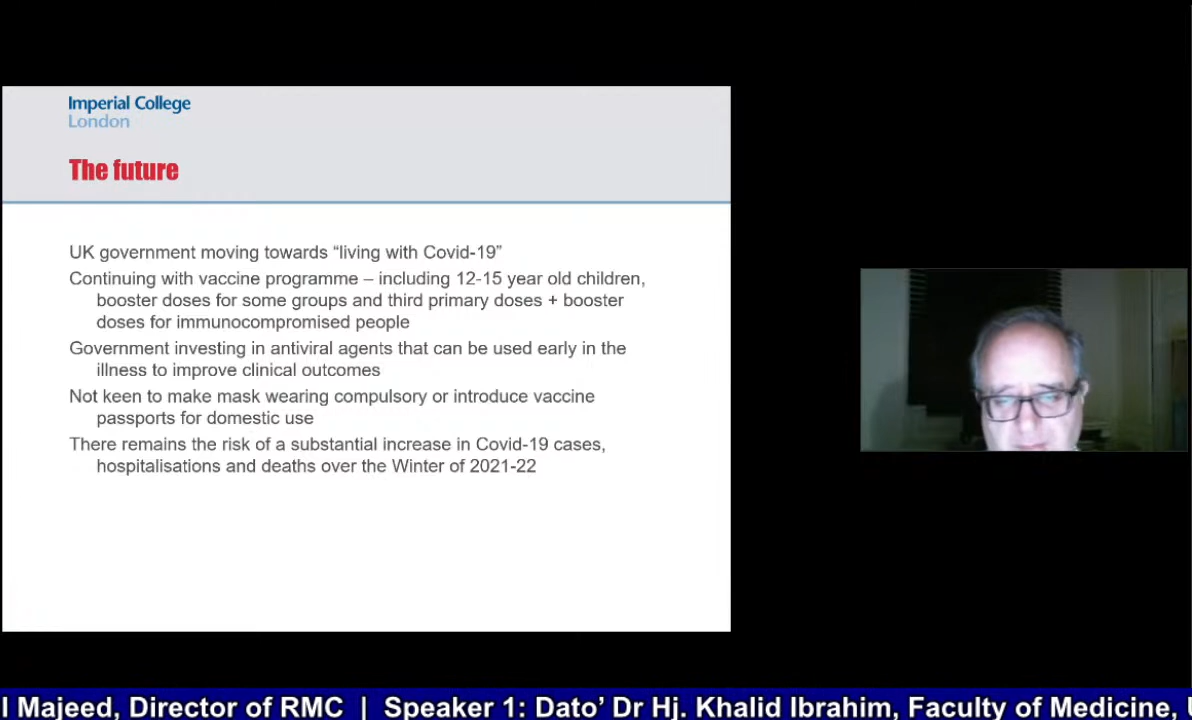 Imperial College
London
The future
UK government moving towards “living with Covid-19”
Continuing with vaccine programme – including 12-15 year old children,
booster doses for some groups and third primary doses + booster
doses for immunocompromised people
Government investing in antiviral agents that can be used early in the
illness to improve clinical outcomes
Not keen to make mask wearing compulsory or introduce vaccine
passports for domestic use
There remains the risk of a substantial increase in Covid-19 cases,
hospitalisations and deaths over the Winter of 2021-22
l Majeed, Director of RMC | Speaker 1: Dato’ Dr Hj. Khalid Ibrahim, Faculty of Medicine,